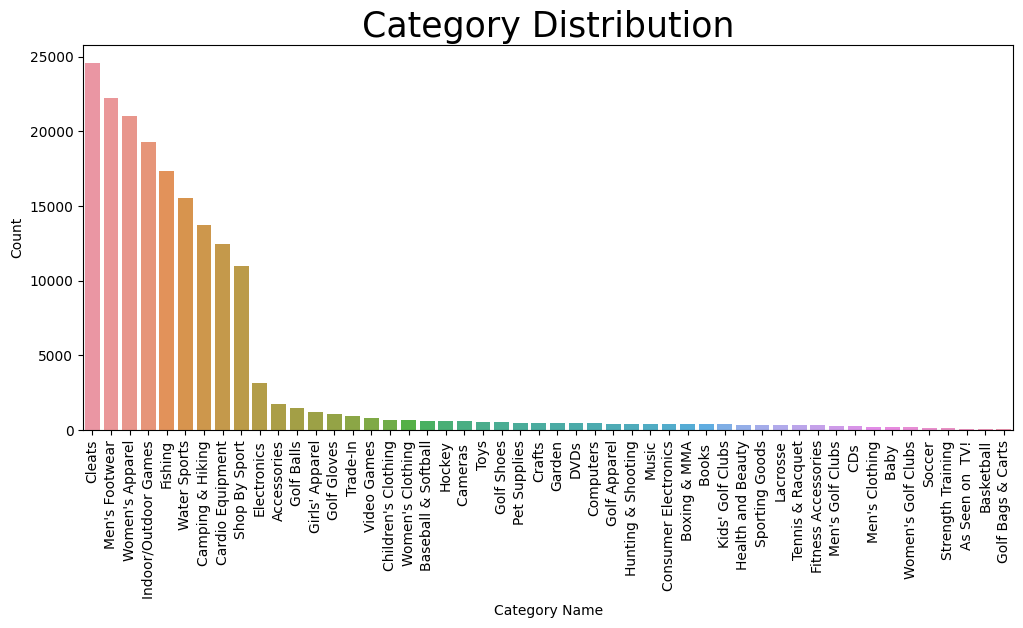 Category Distribution
25000
20000
15000
10000
5000
0
Count
Cleats
Men's Footwear
Women's Apparel
Indoor/Outdoor Games
Fishing
Water Sports
Camping & Hiking
Cardio Equipment
Shop By Sport
Electronics
Accessories
Golf Balls
Girls' Apparel
Golf Gloves
Trade-In
Video Games
Children's Clothing
Women's Clothing
Baseball & Softball
Hockey
Cameras
Toys
Golf Shoes
Pet Supplies
Crafts
Garden
DVDs
Computers
Golf Apparel
Hunting & Shooting
Music
Consumer Electronics
Boxing & MMA
Books
Kids' Golf Clubs
Health and Beauty
Sporting Goods
Lacrosse
Tennis & Racquet
Fitness Accessories
Men's Golf Clubs
CDs
Men's Clothing
Baby
Women's Golf Clubs
Soccer
Strength Training
As Seen on  TV!
Basketball
Golf Bags & Carts
Category Name